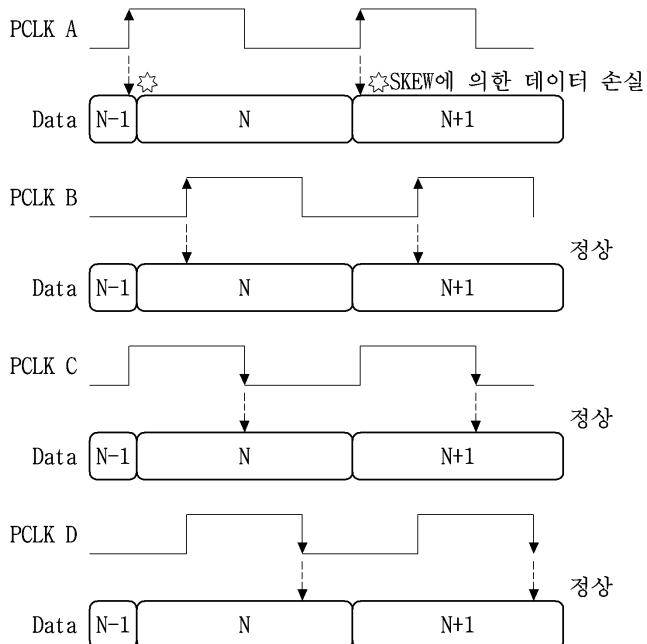 PCLK A
SKEW에 의한 데이터 손실
Data N-1 N N+1
PCLK B
정상
Data N-1 N N+1
PCLK C
정상
Data N-1 N N+1
PCLK D
정상
Data N-1 N N+1